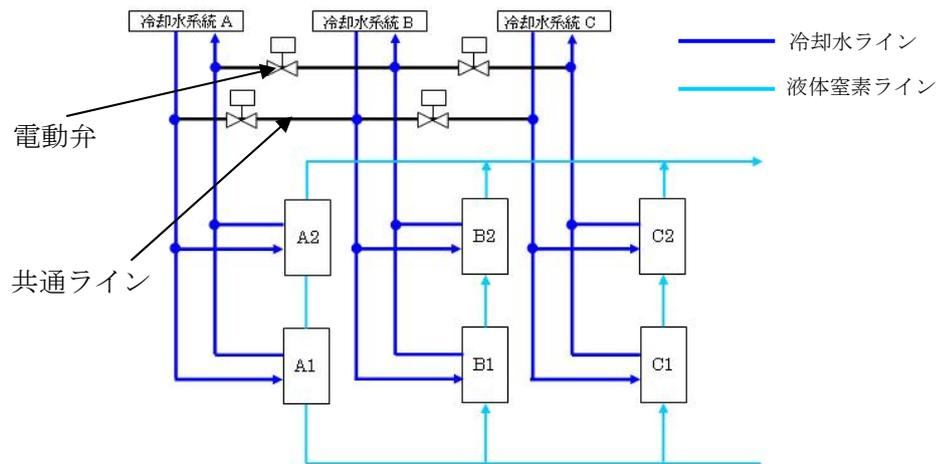 冷却水系統 A
冷却水系統 B
冷却水系統 C
冷却水ライン
液体窒素ライン
電動弁
共通ライン
A2
B2
C2
A1
B1
C1